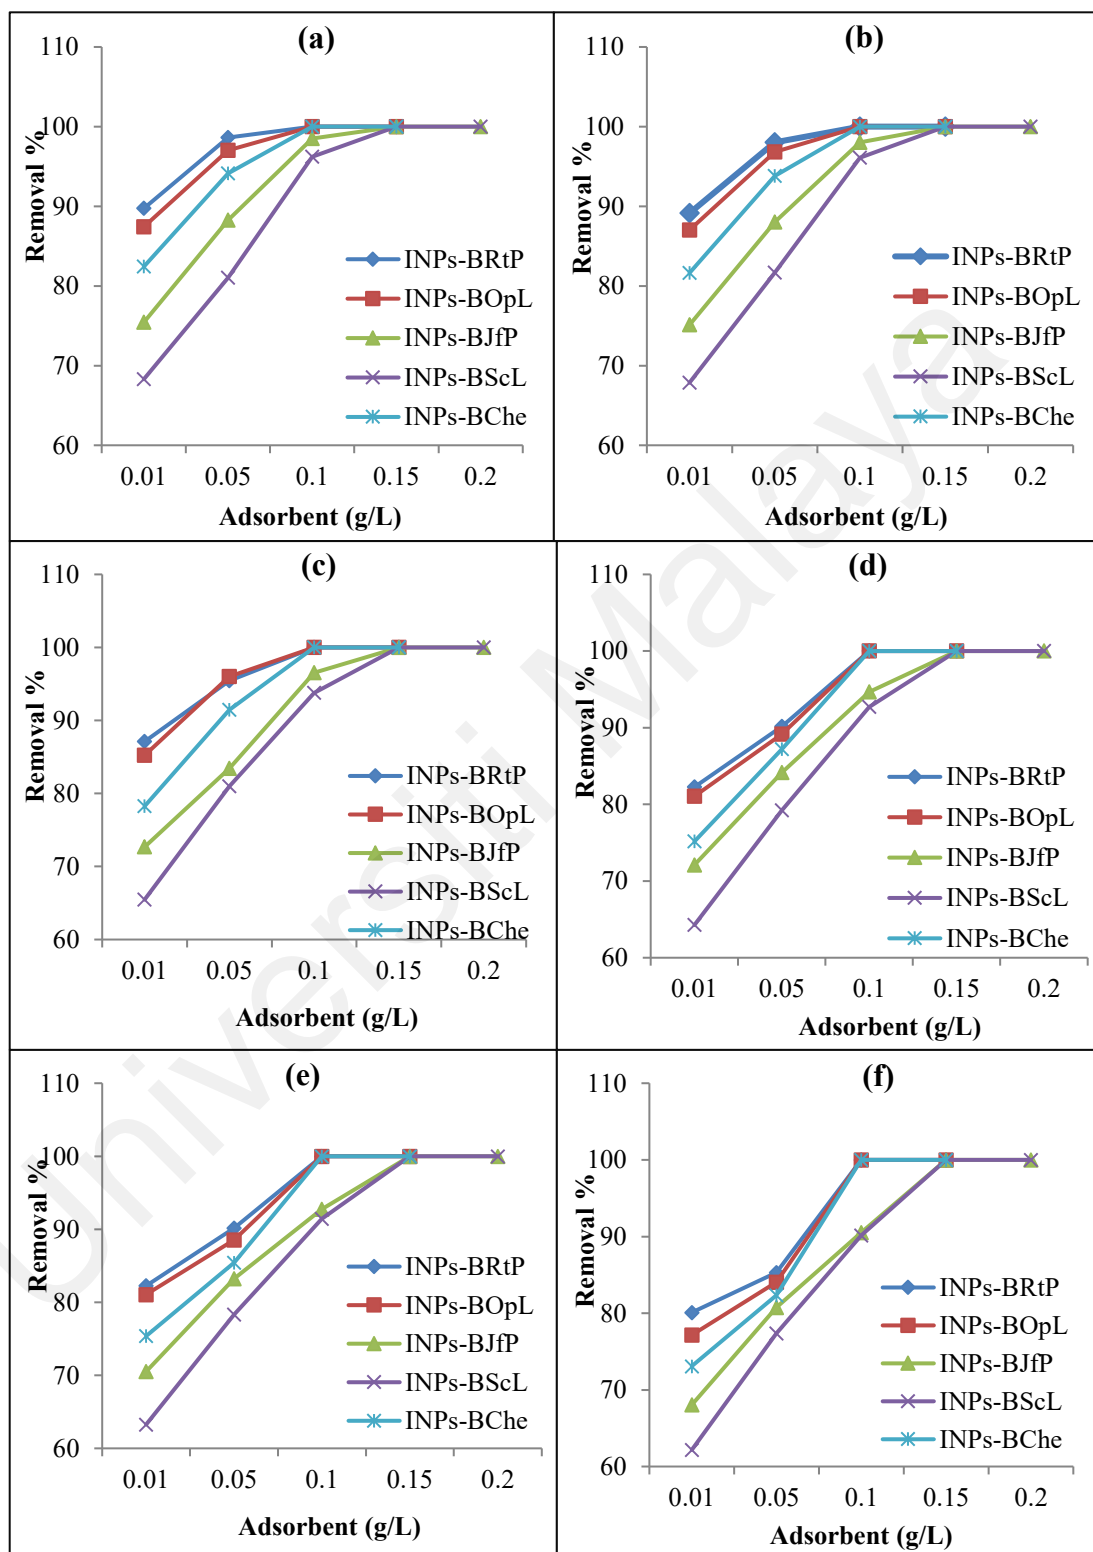 (a)
110
100
90
80
70
60
Removal %
INPs-BRtP
INPs-BOpL
INPs-BJfP
INPs-BScL
INPs-BChe
0.01 0.05 0.1 0.15 0.2
Adsorbent (g/L)
(b)
110
100
90
80
70
60
Removal %
INPs-BRtP
INPs-BOpL
INPs-BJfP
INPs-BScL
INPs-BChe
0.01 0.05 0.1 0.15 0.2
Adsorbent (g/L)
(c)
110
100
90
80
70
60
Removal %
INPs-BRtP
INPs-BOpL
INPs-BJfP
INPs-BScL
INPs-BChe
0.01 0.05 0.1 0.15 0.2
Adsorbent (g/L)
(d)
110
100
90
80
70
60
Removal %
INPs-BRtP
INPs-BOpL
INPs-BJfP
INPs-BScL
INPs-BChe
0.01 0.05 0.1 0.15 0.2
Adsorbent (g/L)
(e)
110
100
90
80
70
60
Removal %
INPs-BRtP
INPs-BOpL
INPs-BJfP
INPs-BScL
INPs-BChe
0.01 0.05 0.1 0.15 0.2
Adsorbent (g/L)
(f)
110
100
90
80
70
60
Removal %
INPs-BRtP
INPs-BOpL
INPs-BJfP
INPs-BScL
INPs-BChe
0.01 0.05 0.1 0.15 0.2
Adsorbent (g/L)
Universiti Malaya